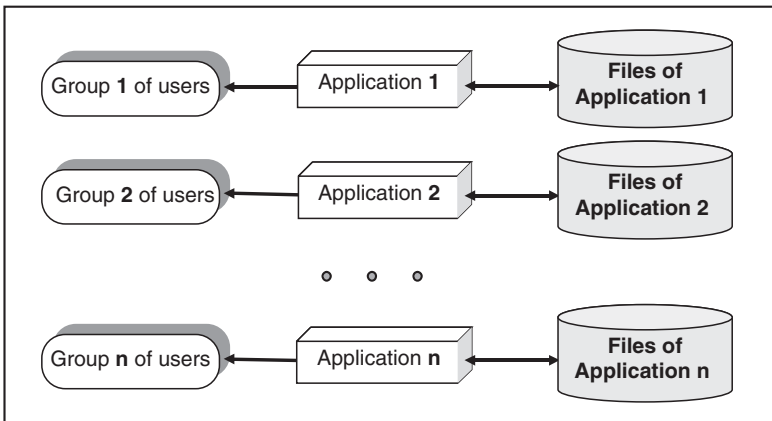 Group 1 of users
Application 1
Files of
Application 1
Group 2 of users
Application 2
Files of
Application 2
Group n of users
Application n
Files of
Application n